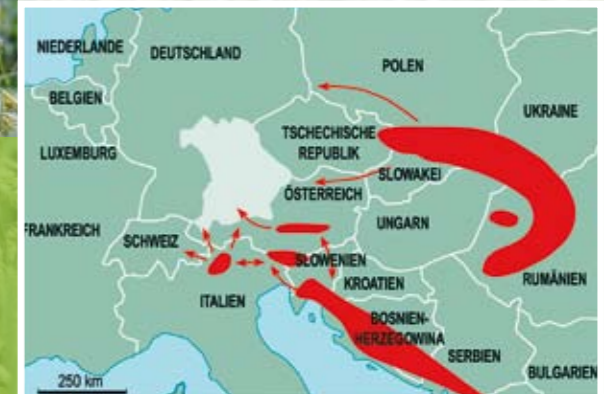 NIEDERLANDE
DEUTSCHLAND
POLEN
BELGIEN
UKRAINE
LUXEMBURG
TSCHECHISCHE
REPUBLIK
SLOWAKEI
ÖSTERREICH
FRANKREICH
SCHWEIZ
UNGARN
SLOWENIEN
KROATIEN
RUMÄNIEN
ITALIEN
BOSNIEN-
HERZEGOWINA
SERBIEN
BULGARIEN
250 km